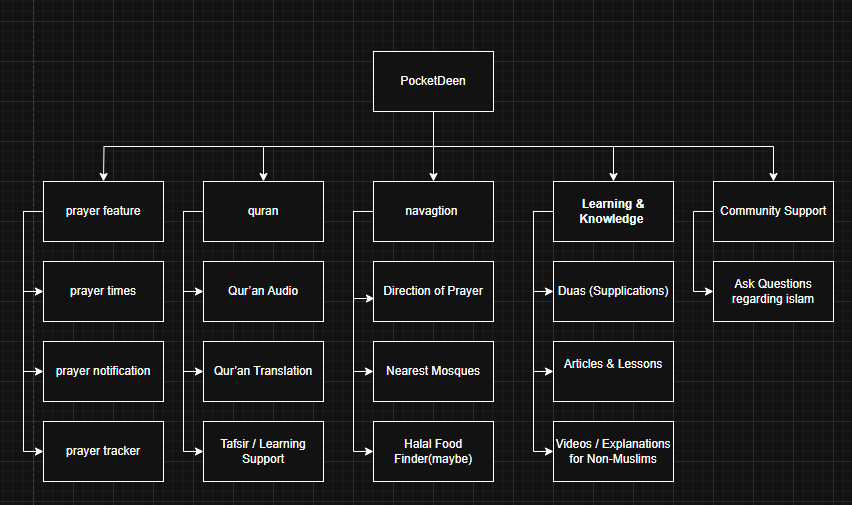 PocketDeen
prayer feature
quran
navagtion
Learning &
Knowledge
Community Support
prayer times
Qur’an Audio
Direction of Prayer
Duas (Supplications)
Ask Questions
regarding islam
prayer notification
Qur’an Translation
Nearest Mosques
Articles & Lessons
prayer tracker
Tafsir / Learning
Support
Halal Food
Finder(maybe)
Videos / Explanations
for Non-Muslims